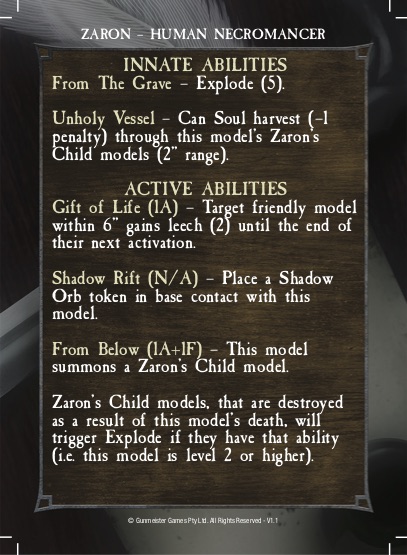 ZARON - HUMAN NECROMANCER
INNATE ABILITIES
From The Grave - Explode (5).
Unholy Vessel - Can Soul harvest (-1
penalty) through this model's Zaron's
Child models (2" range).
ACTIVE ABILITIES
Gift of Life (1A) - Target friendly model
within 6" gains leech (2) until the end of
their next activation.
Shadow Rift (N/A) - Place a Shadow
Orb token in base contact with this
model.
From Below (1A+1F) - This model
summons a Zaron's Child model.
Zaron's Child models, that are destroyed
as a result of this model's death, will
trigger Explode if they have that ability
(i.e. this model is level 2 or higher).
© Gunmeister Games Pty Ltd. All Rights Reserved - V1.1